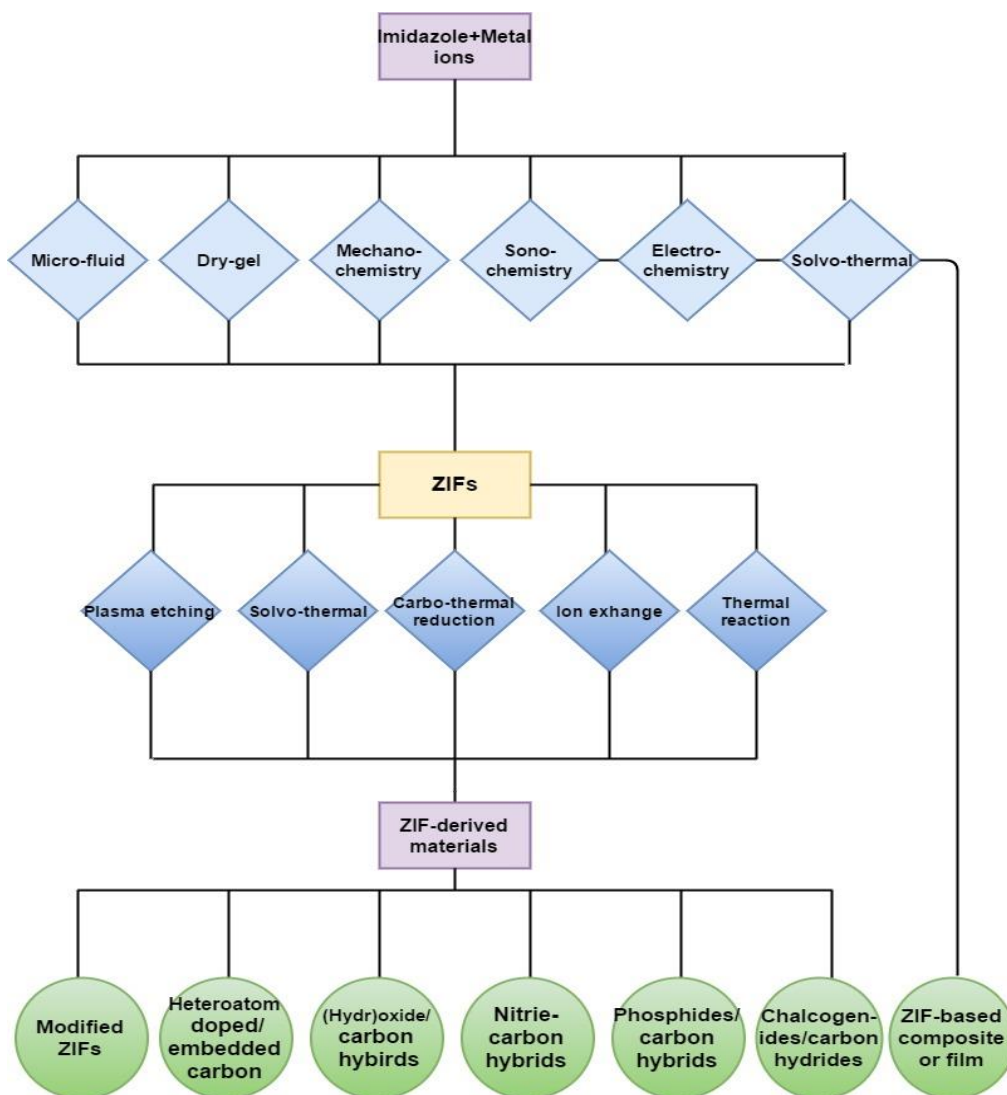 Imidazole+Metal
ions
Micro-fluid
Dry-gel
Mechano-
chemistry
Sono-
chemistry
Electro-
chemistry
Solvo-thermal
ZIFs
Plasma etching
Solvo-thermal
Carbo-thermal
reduction
Ion exhange
Thermal
reaction
ZIF-derived
materials
Modified
ZIFs
Heteroatom
doped/
embedded
carbon
(Hydr)oxide/
carbon
hybirds
Nitrie-
carbon
hybrids
Phosphides/
carbon
hybrids
Chalcogen-
ides/carbon
hydrides
ZIF-based
composite
or film